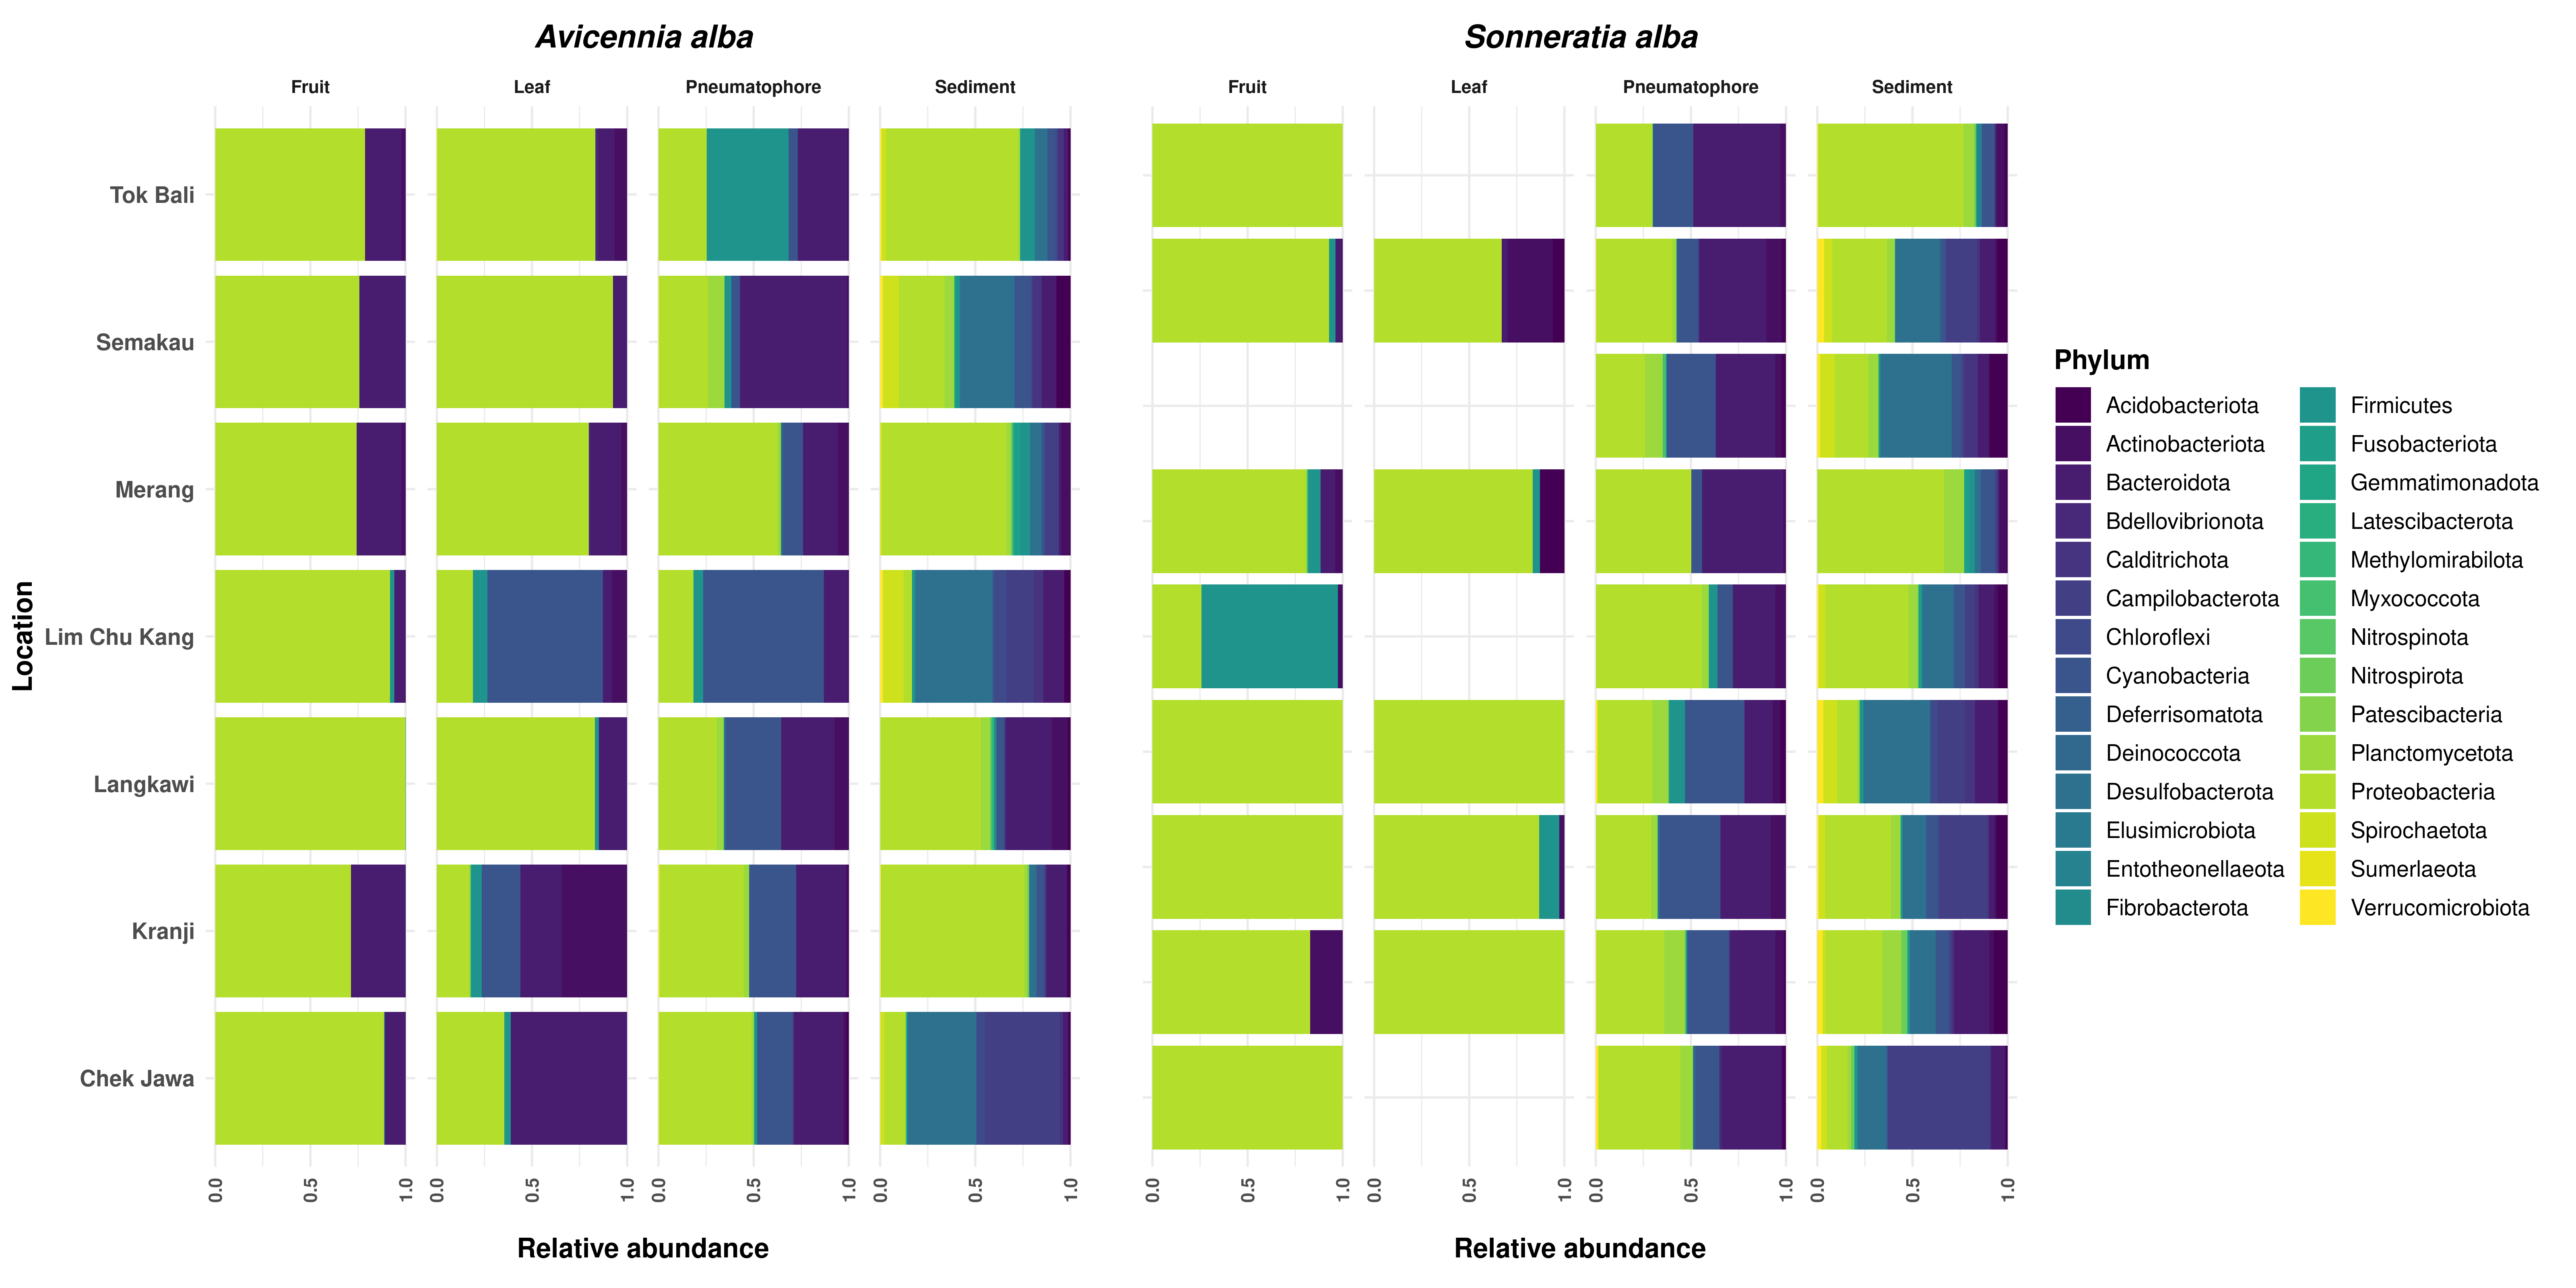 Avicennia alba
Sonneratia alba
Fruit Leaf Pneumatophore Sediment
Fruit Leaf Pneumatophore Sediment
Location
Tok Bali
Semakau
Merang
Lim Chu Kang
Langkawi
Kranji
Chek Jawa
0.0 0.5 1.0 0.0 0.5 1.0 0.0 0.5 1.0 0.0 0.5 1.0
0.0 0.5 1.0 0.0 0.5 1.0 0.0 0.5 1.0 0.0 0.5 1.0
Relative abundance
Relative abundance
Phylum
Acidobacteriota
Actinobacteriota
Bacteroidota
Bdellovibrionota
Calditrichota
Campilobacterota
Chloroflexi
Cyanobacteria
Deferrisomatota
Deinococcota
Desulfobacterota
Elusimicrobiota
Entotheonellaeota
Fibrobacterota
Firmicutes
Fusobacteriota
Gemmatimonadota
Latescibacterota
Methylomirabilota
Myxococcota
Nitrospinota
Nitrospirota
Patescibacteria
Planctomycetota
Proteobacteria
Spirochaetota
Sumerlaeota
Verrucomicrobiota